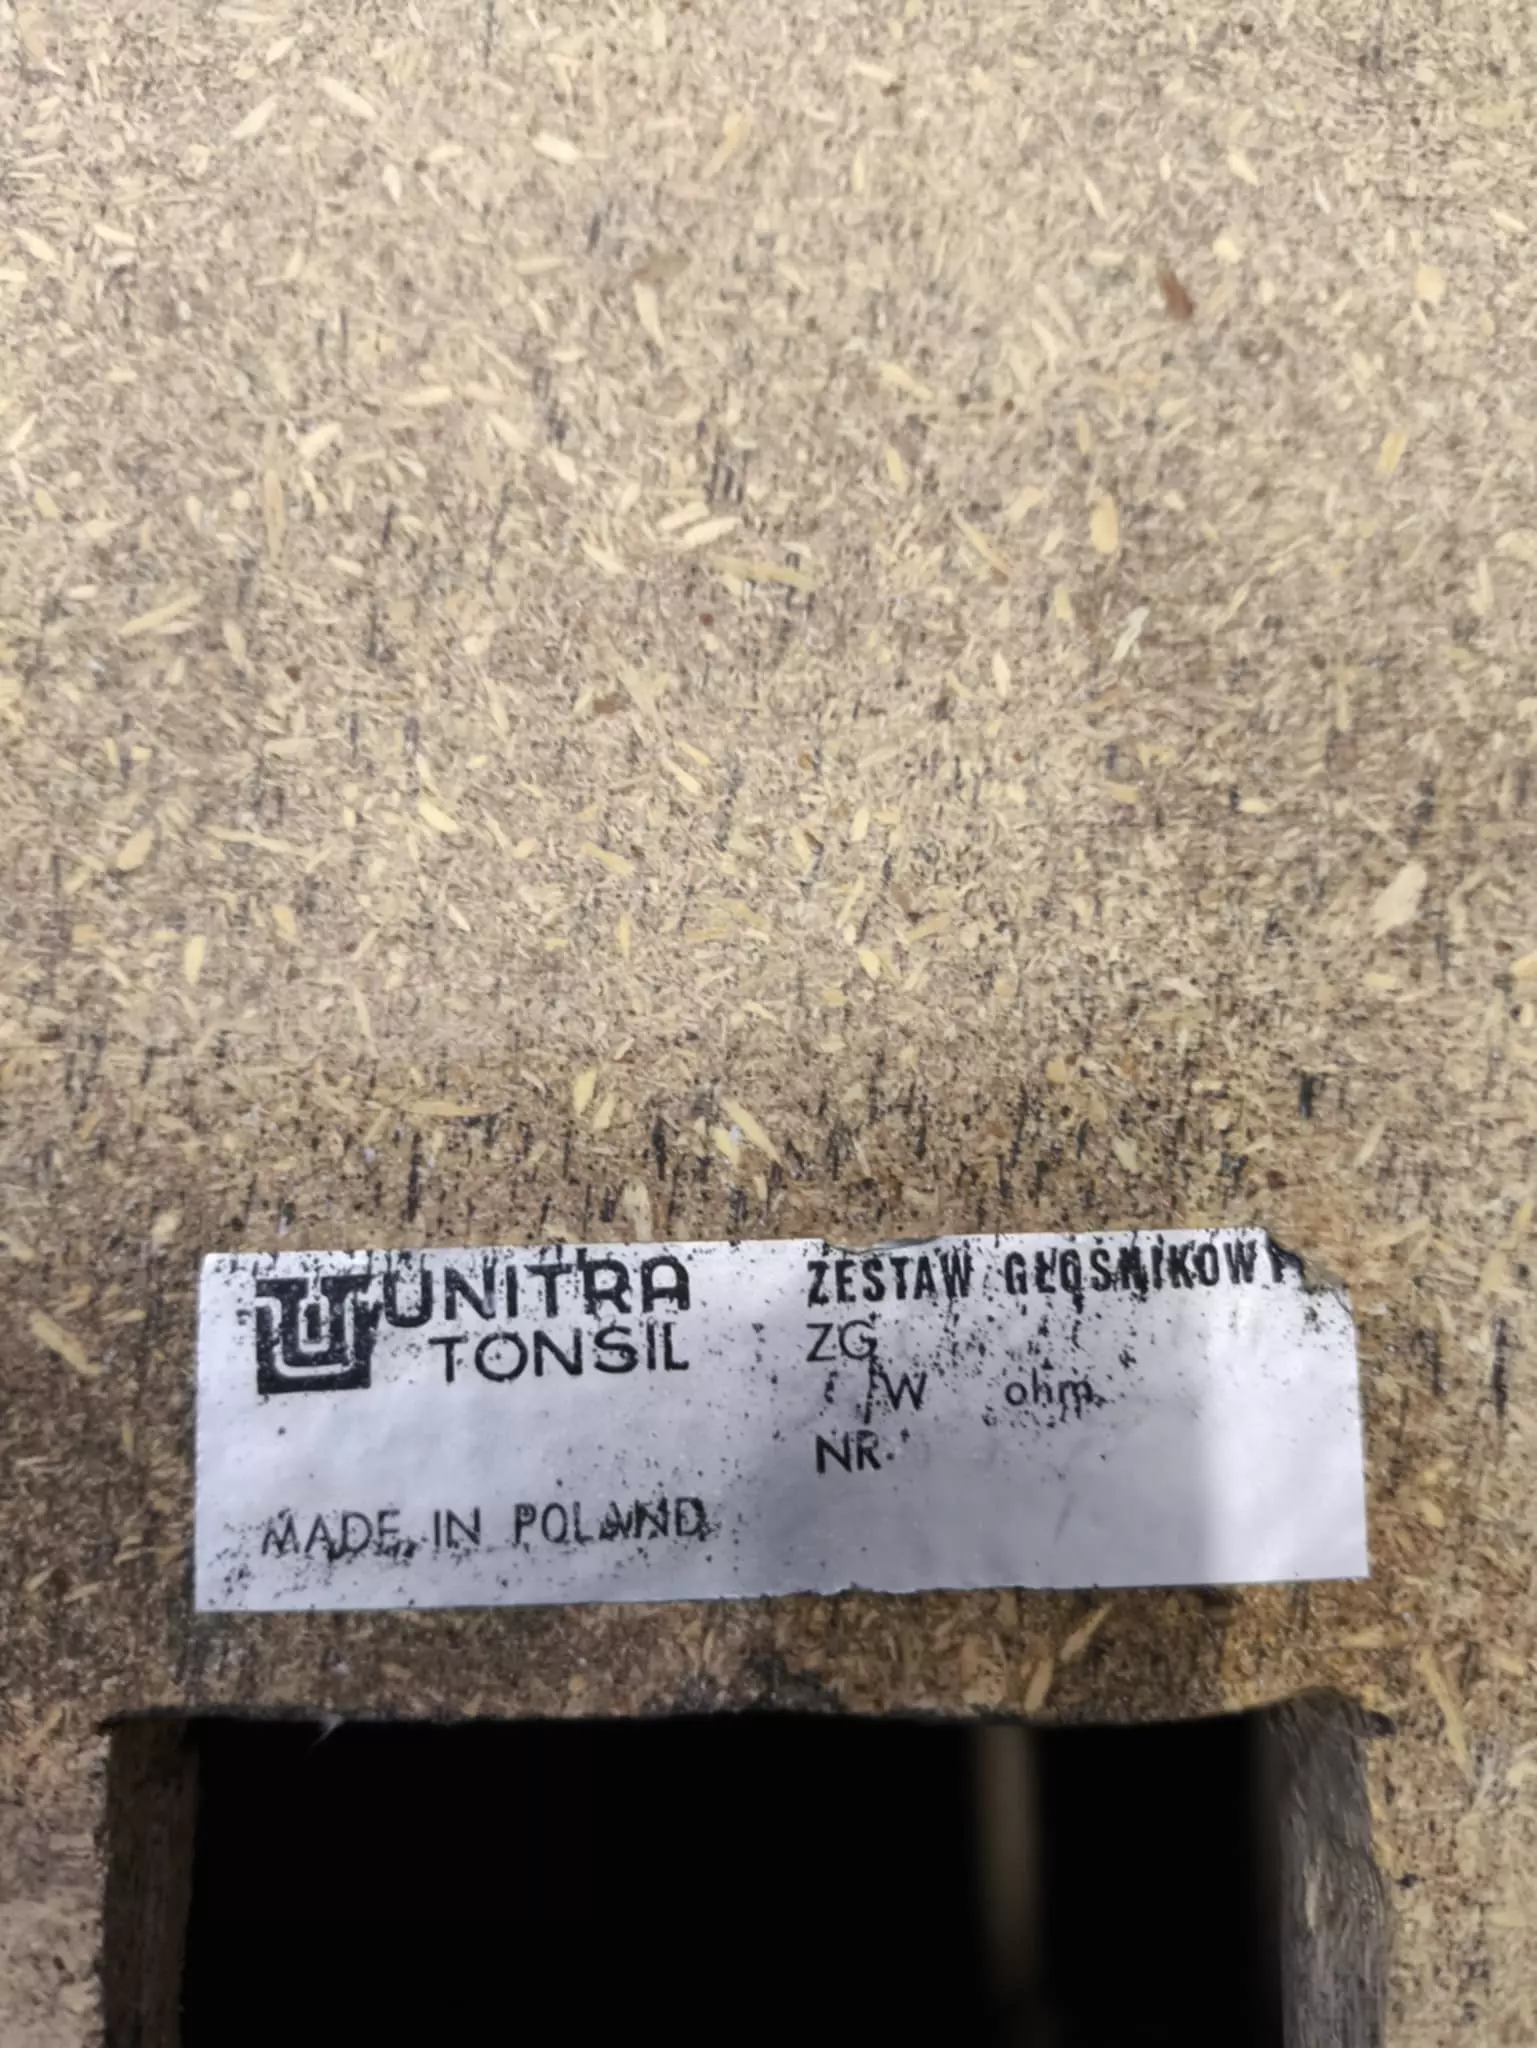 UNITRA
TONSIL
MADE IN POLAND
ZESTAW GŁOŚNIKOWY
ZG
W ohm
NR.